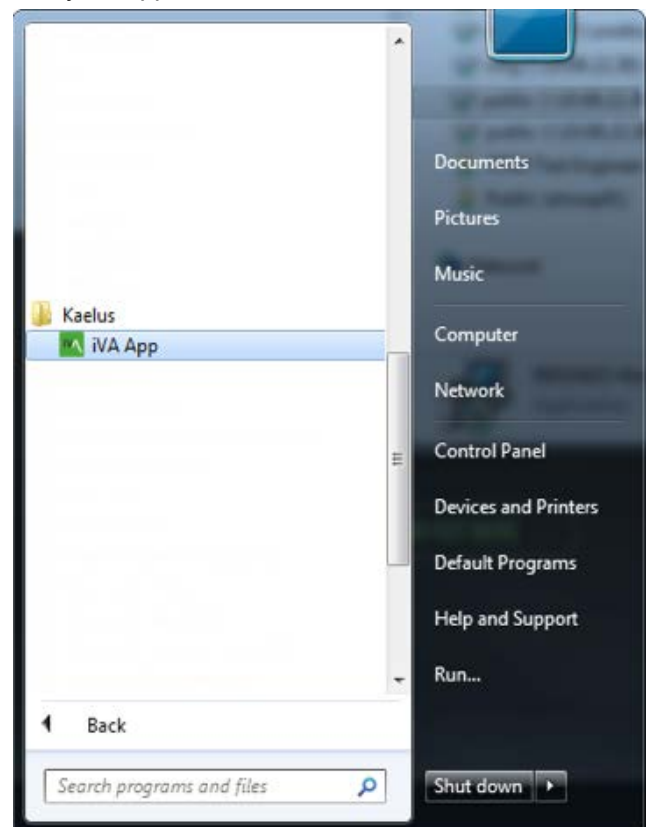 Kaelus
iVA App
Back
Search programs and files
Documents
Pictures
Music
Computer
Network
Control Panel
Devices and Printers
Default Programs
Help and Support
Run...
Shut down